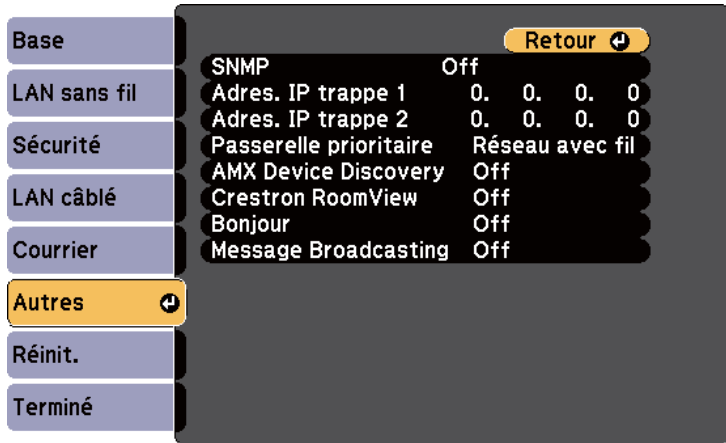 Base
LAN sans fil
Sécurité
LAN câblé
Courrier
Autres
Réinit.
Terminé
Retour
SNMP Off
Adres. IP trappe 1 0. 0. 0. 0
Adres. IP trappe 2 0. 0. 0. 0
Passerelle prioritaire Réseau avec fil
AMX Device Discovery Off
Crestron RoomView Off
Bonjour Off
Message Broadcasting Off